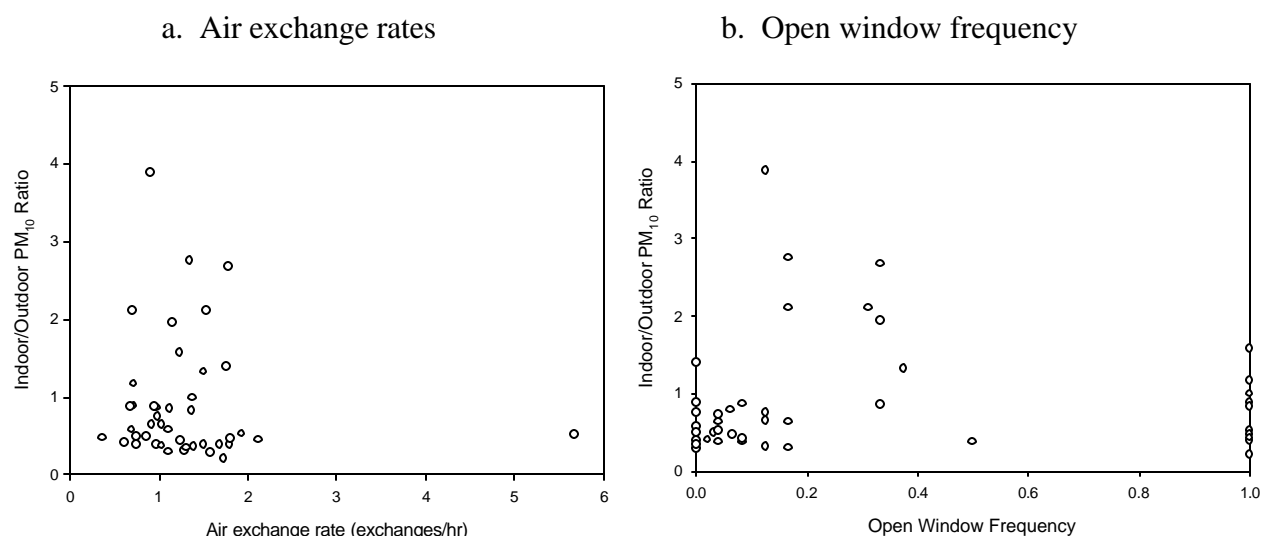 a. Air exchange rates
b. Open window frequency
5
4
3
2
1
0
Indoor/Outdoor PM10 Ratio
0 1 2 3 4 5 6
Air exchange rate (exchanges/hr)
5
4
3
2
1
0
Indoor/Outdoor PM10 Ratio
0.0 0.2 0.4 0.6 0.8 1.0
Open Window Frequency